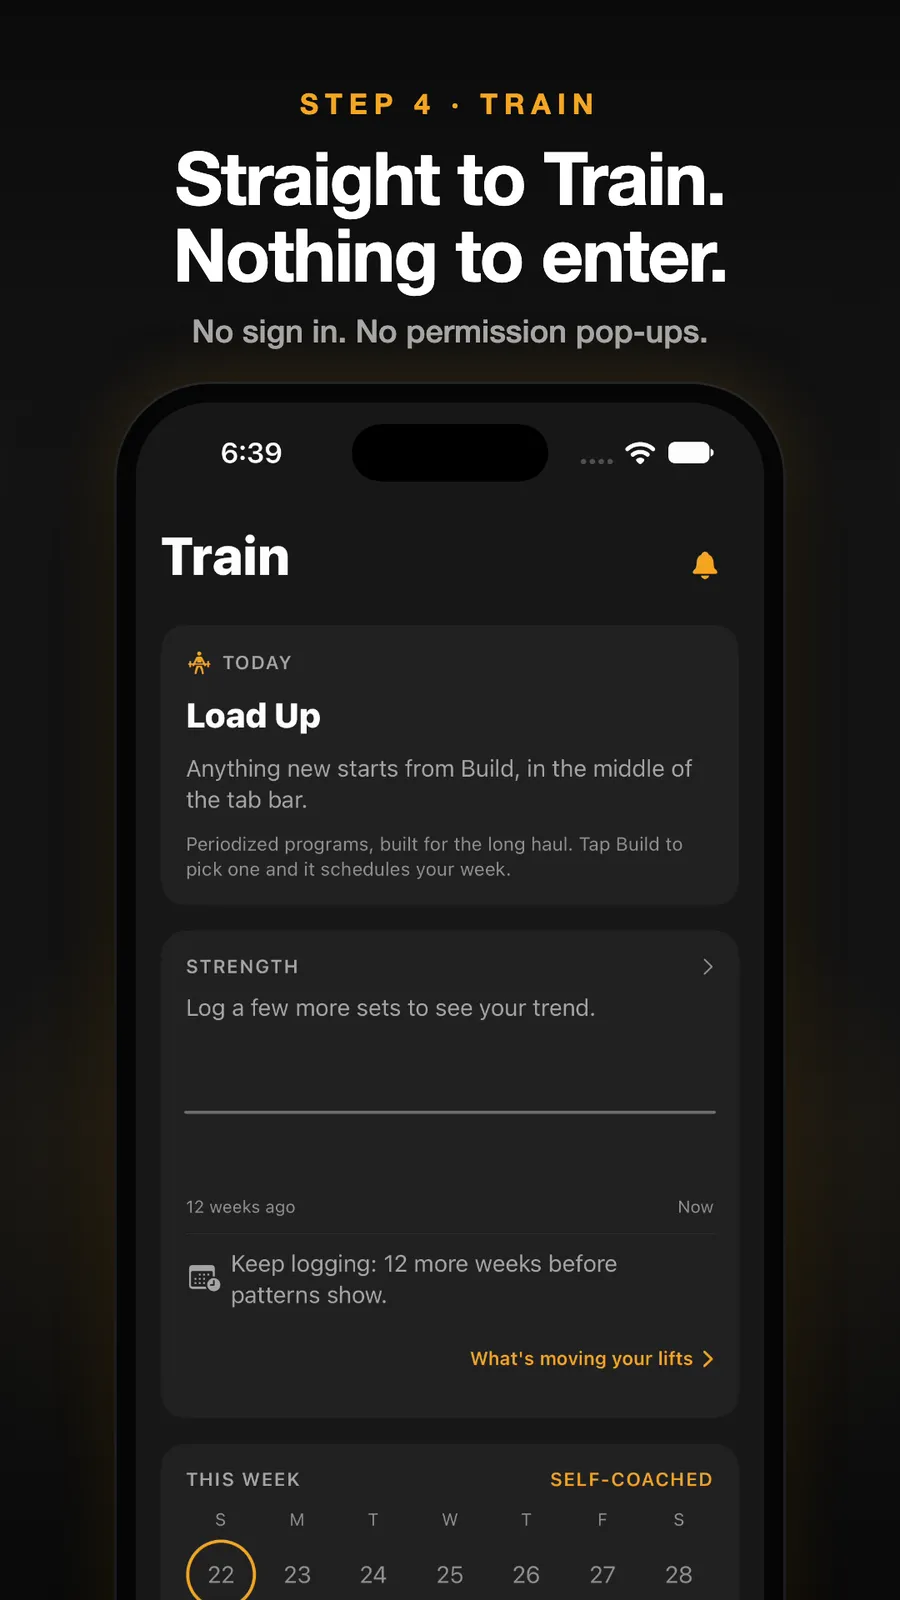 STEP 4 · TRAIN
Straight to Train.
Nothing to enter.
No sign in. No permission pop-ups.
6:39
Train
TODAY
Load Up
Anything new starts from Build, in the middle of
the tab bar.
Periodized programs, built for the long haul. Tap Build to
pick one and it schedules your week.
STRENGTH
Log a few more sets to see your trend.
12 weeks ago Now
Keep logging: 12 more weeks before
patterns show.
What's moving your lifts
THIS WEEK SELF-COACHED
S M T W T F S
22 23 24 25 26 27 28